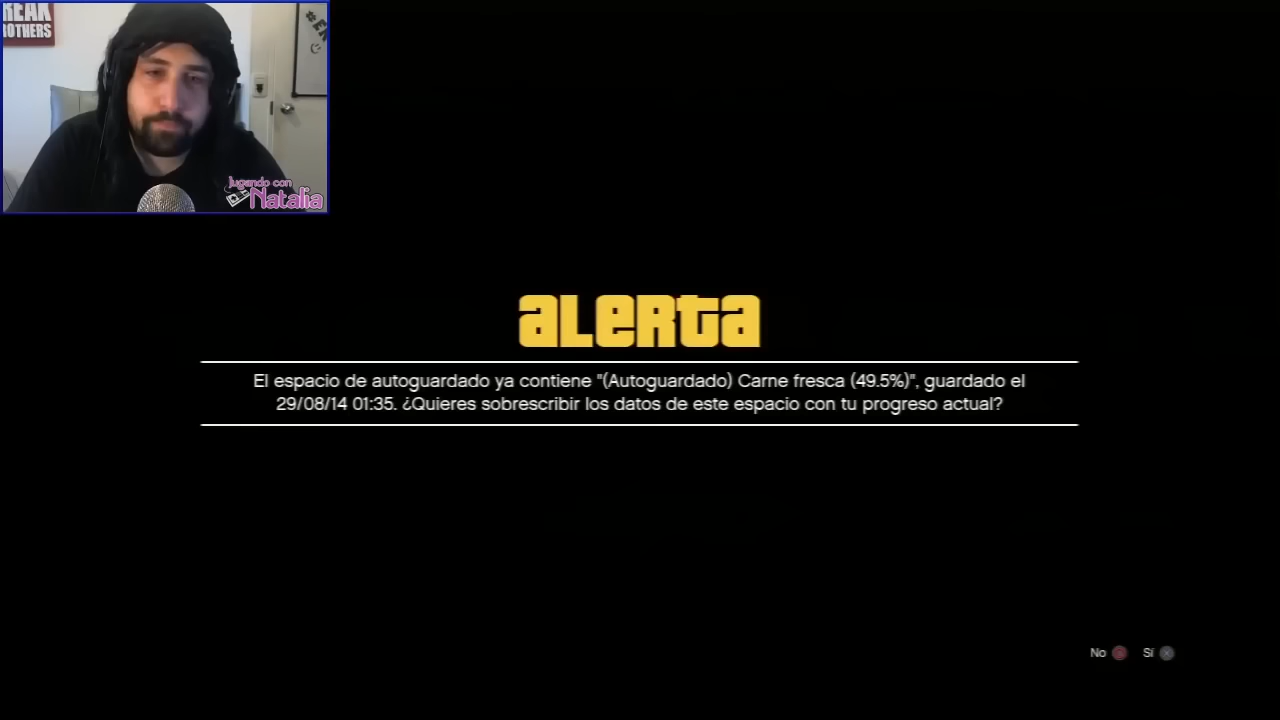 REAK
ROTHERS
Jugando con
Natalia
alerta
El espacio de autoguardado ya contiene "(Autoguardado) Carne fresca (49.5%)", guardado el
29/08/14 01:35. ¿Quieres sobrescribir los datos de este espacio con tu progreso actual?
No Sí